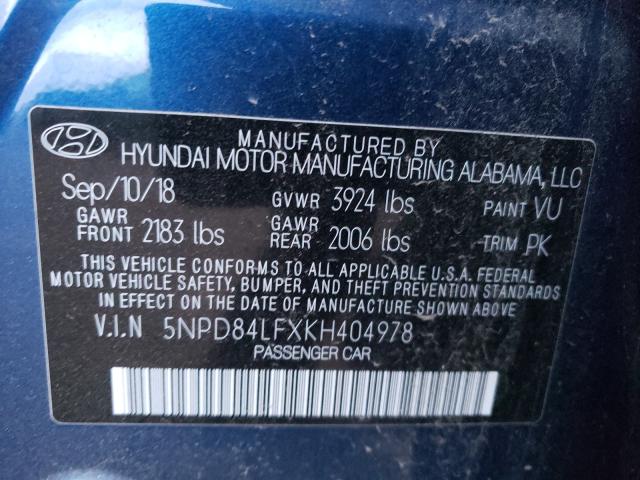 MANUFACTURED BY
HYUNDAI MOTOR MANUFACTURING ALABAMA, LLC
Sep/10/18 GVWR 3924 lbs PAINT VU
GAWR FRONT 2183 lbs GAWR REAR 2006 lbs TRIM PK
THIS VEHICLE CONFORMS TO ALL APPLICABLE U.S.A. FEDERAL
MOTOR VEHICLE SAFETY, BUMPER, AND THEFT PREVENTION STANDARDS
IN EFFECT ON THE DATE OF MANUFACTURE SHOWN ABOVE
V.I.N 5NPD84LFXKH404978
PASSENGER CAR